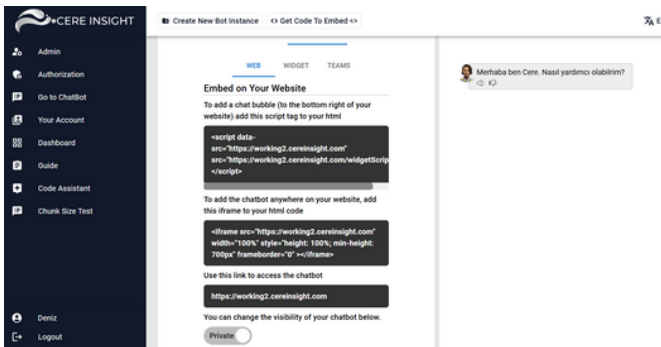 CERE INSIGHT
Create New Bot Instance
<> Get Code To Embed <>
Admin
Authorization
Go to ChatBot
Your Account
Dashboard
Guide
Code Assistant
Chunk Size Test
Deniz
Logout
WEB WIDGET TEAMS
Embed on Your Website
To add a chat bubble (to the bottom right of your
website) add this script tag to your html
<script data-
src="https://working2.cereinsight.com"
src="https://working2.cereinsight.com/widgetScrip
</script>
To add the chatbot anywhere on your website, add
this iframe to your html code
<iframe src="https://working2.cereinsight.com"
width="100%" style="height: 100%; min-height:
700px" frameborder="0" ></iframe>
Use this link to access the chatbot
https://working2.cereinsight.com
You can change the visibility of your chatbot below.
Private
Merhaba ben Cere. Nasıl yardımcı olabilirim?